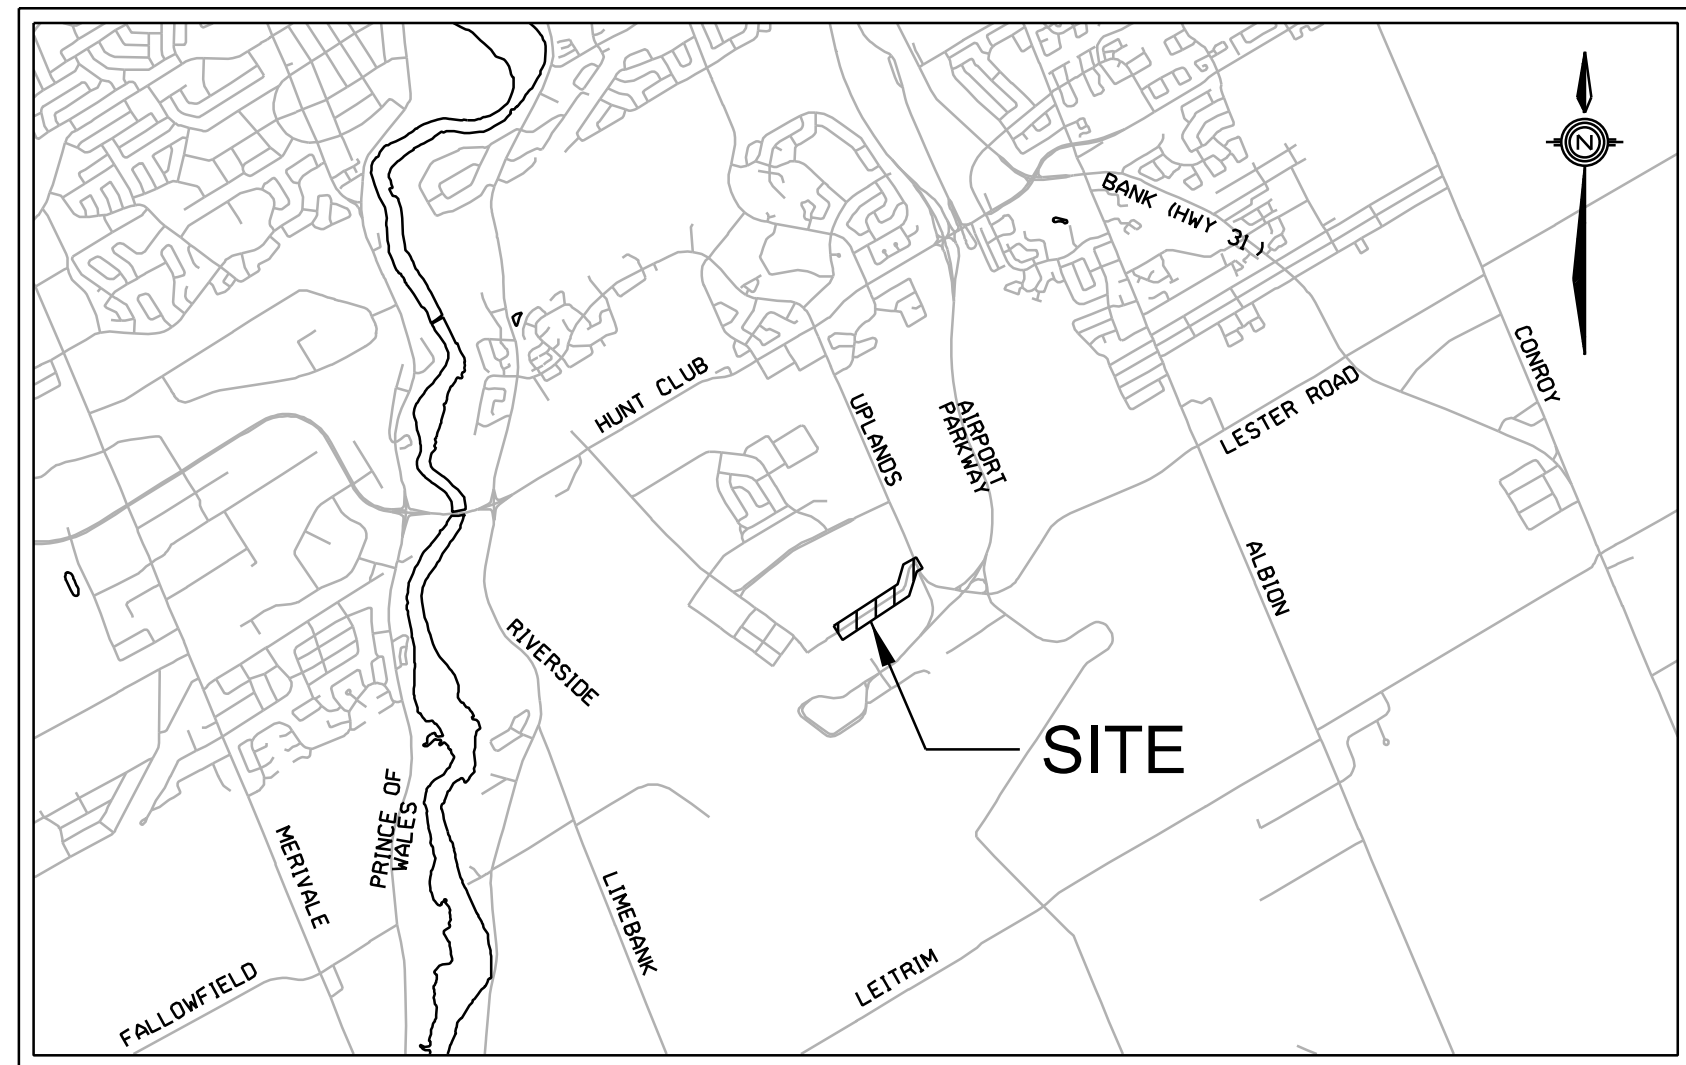 N
BANK (HWY 31)
CONROY
HUNT CLUB
LESTER ROAD
UPLANDS
AIRPORT
PARKWAY
ALBION
RIVERSIDE
SITE
PRINCE OF
WALES
MERIVALE
LIMEBANK
LEITRIM
FALLOWFIELD